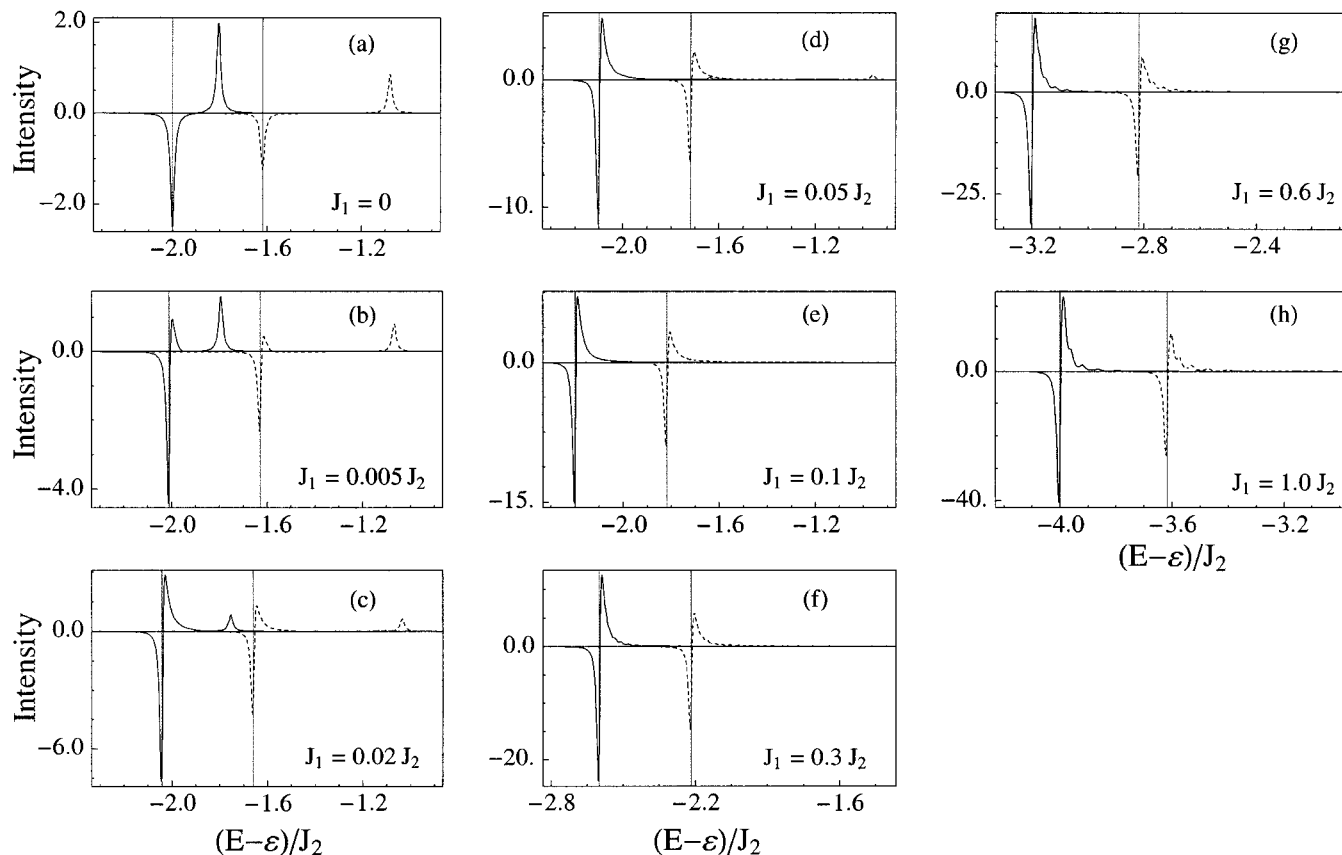 Intensity
2.0
0.0
−2.0
(a)
J1 = 0
−2.0
−1.6
−1.2
Intensity
0.0
−4.0
(b)
J1 = 0.005 J2
−2.0
−1.6
−1.2
Intensity
0.0
−6.0
(c)
J1 = 0.02 J2
−2.0
−1.6
−1.2
(E−ε)/J2
5.0
0.0
−10.
(d)
J1 = 0.05 J2
−2.0
−1.6
−1.2
0.0
−15.
(e)
J1 = 0.1 J2
−2.0
−1.6
−1.2
0.0
−20.
(f)
J1 = 0.3 J2
−2.8
−2.2
−1.6
(E−ε)/J2
0.0
−25.
(g)
J1 = 0.6 J2
−3.2
−2.8
−2.4
0.0
−40.
(h)
J1 = 1.0 J2
−4.0
−3.6
−3.2
(E−ε)/J2